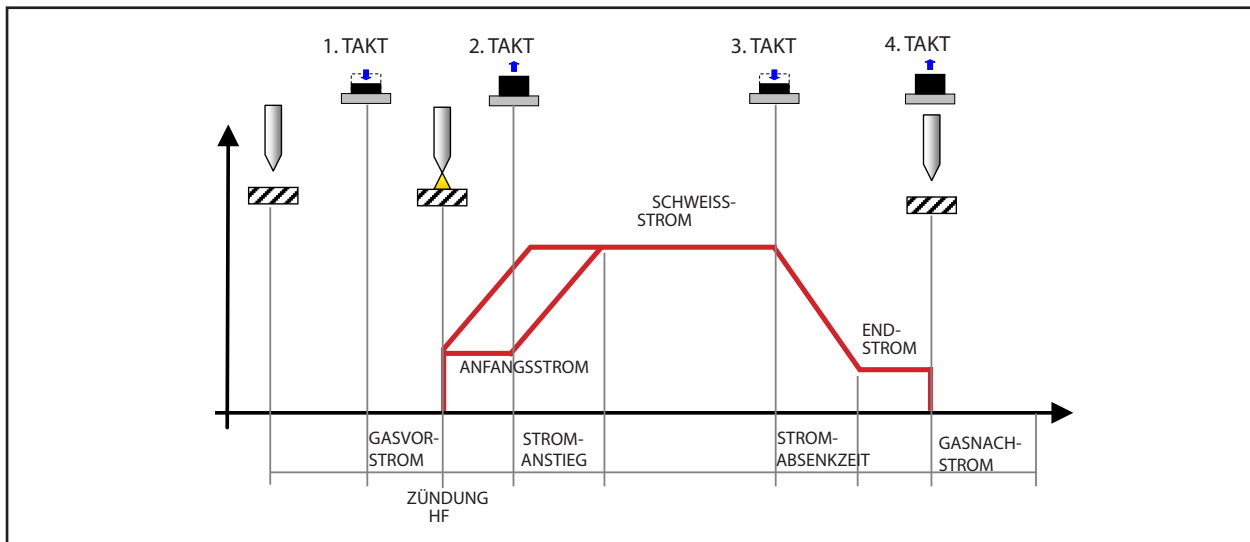 1. TAKT
2. TAKT
3. TAKT
4. TAKT
SCHWEISS-
STROM
ANFANGSSTROM
END-
STROM
GASVOR-
STROM
STROM-
ANSTIEG
STROM-
ABSENKZEIT
GASNACH-
STROM
ZÜNDUNG
HF